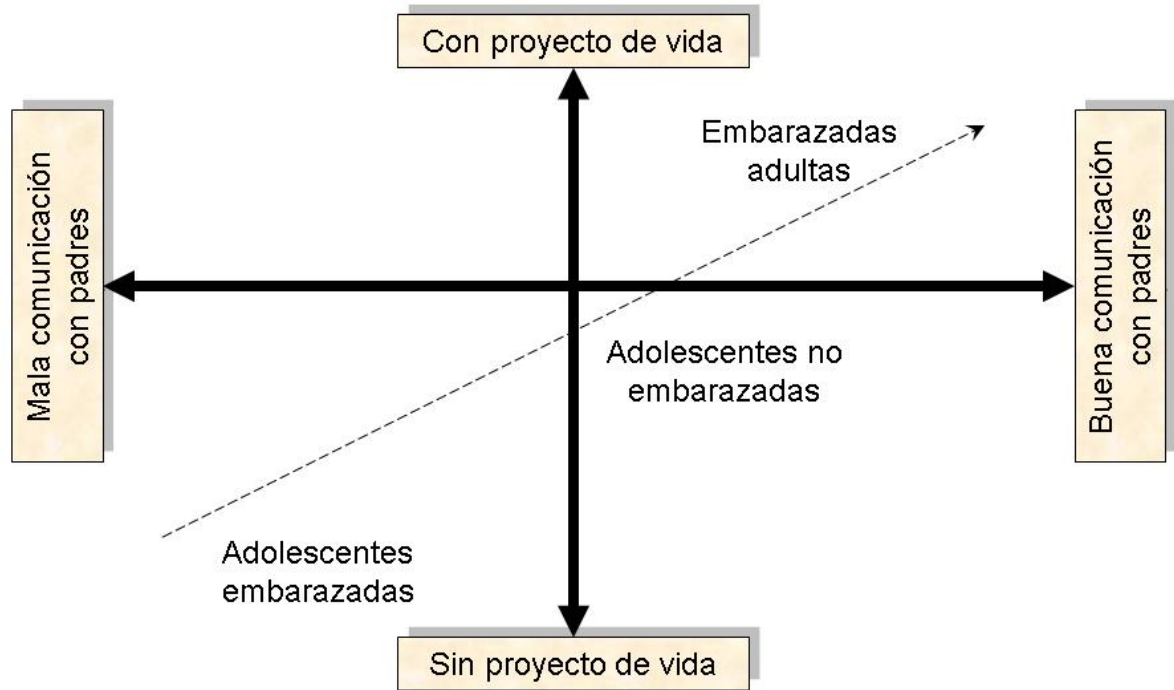 Con proyecto de vida
Mala comunicación
con padres
Embarazadas
adultas
Buena comunicación
con padres
Adolescentes no
embarazadas
Adolescentes
embarazadas
Sin proyecto de vida